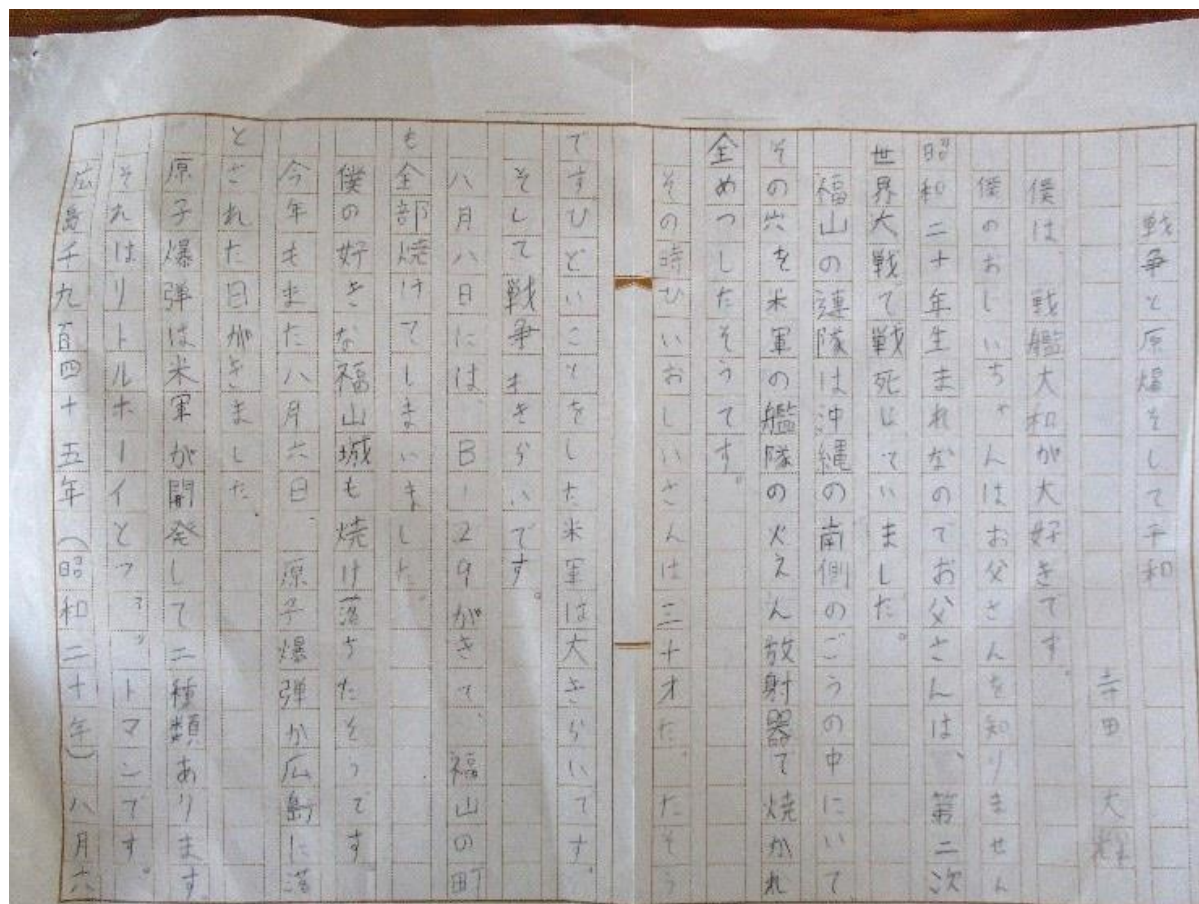 戦争と原爆そして平和
寺田 大輝
僕は、戦艦大和が大好きです。
僕のおじいちゃんはお父さんを知りません
昭和二十年生まれなのでお父さんは、第二次
世界大戦で戦死していました。
福山の連隊は沖縄の南側のごうの中にいて
その穴を米軍の艦隊の火えん放射器で焼かれ
全めつしたそうです。
その時ひいおじいさんは三十才だったそう
ですひどいことをした米軍は大きらいです。
そして戦争もきらいです。
八月八日には、B-29がきて、福山の町
も全部焼けてしまいました。
僕の好きな福山城も焼け落ちたそうです
今年もまた八月六日、原子爆弾が広島に落
とされた日がきました。
原子爆弾は米軍が開発して二種類あります
それはリトルボーイとファットマンです。
広島千九百四十五年(昭和二十年)八月六